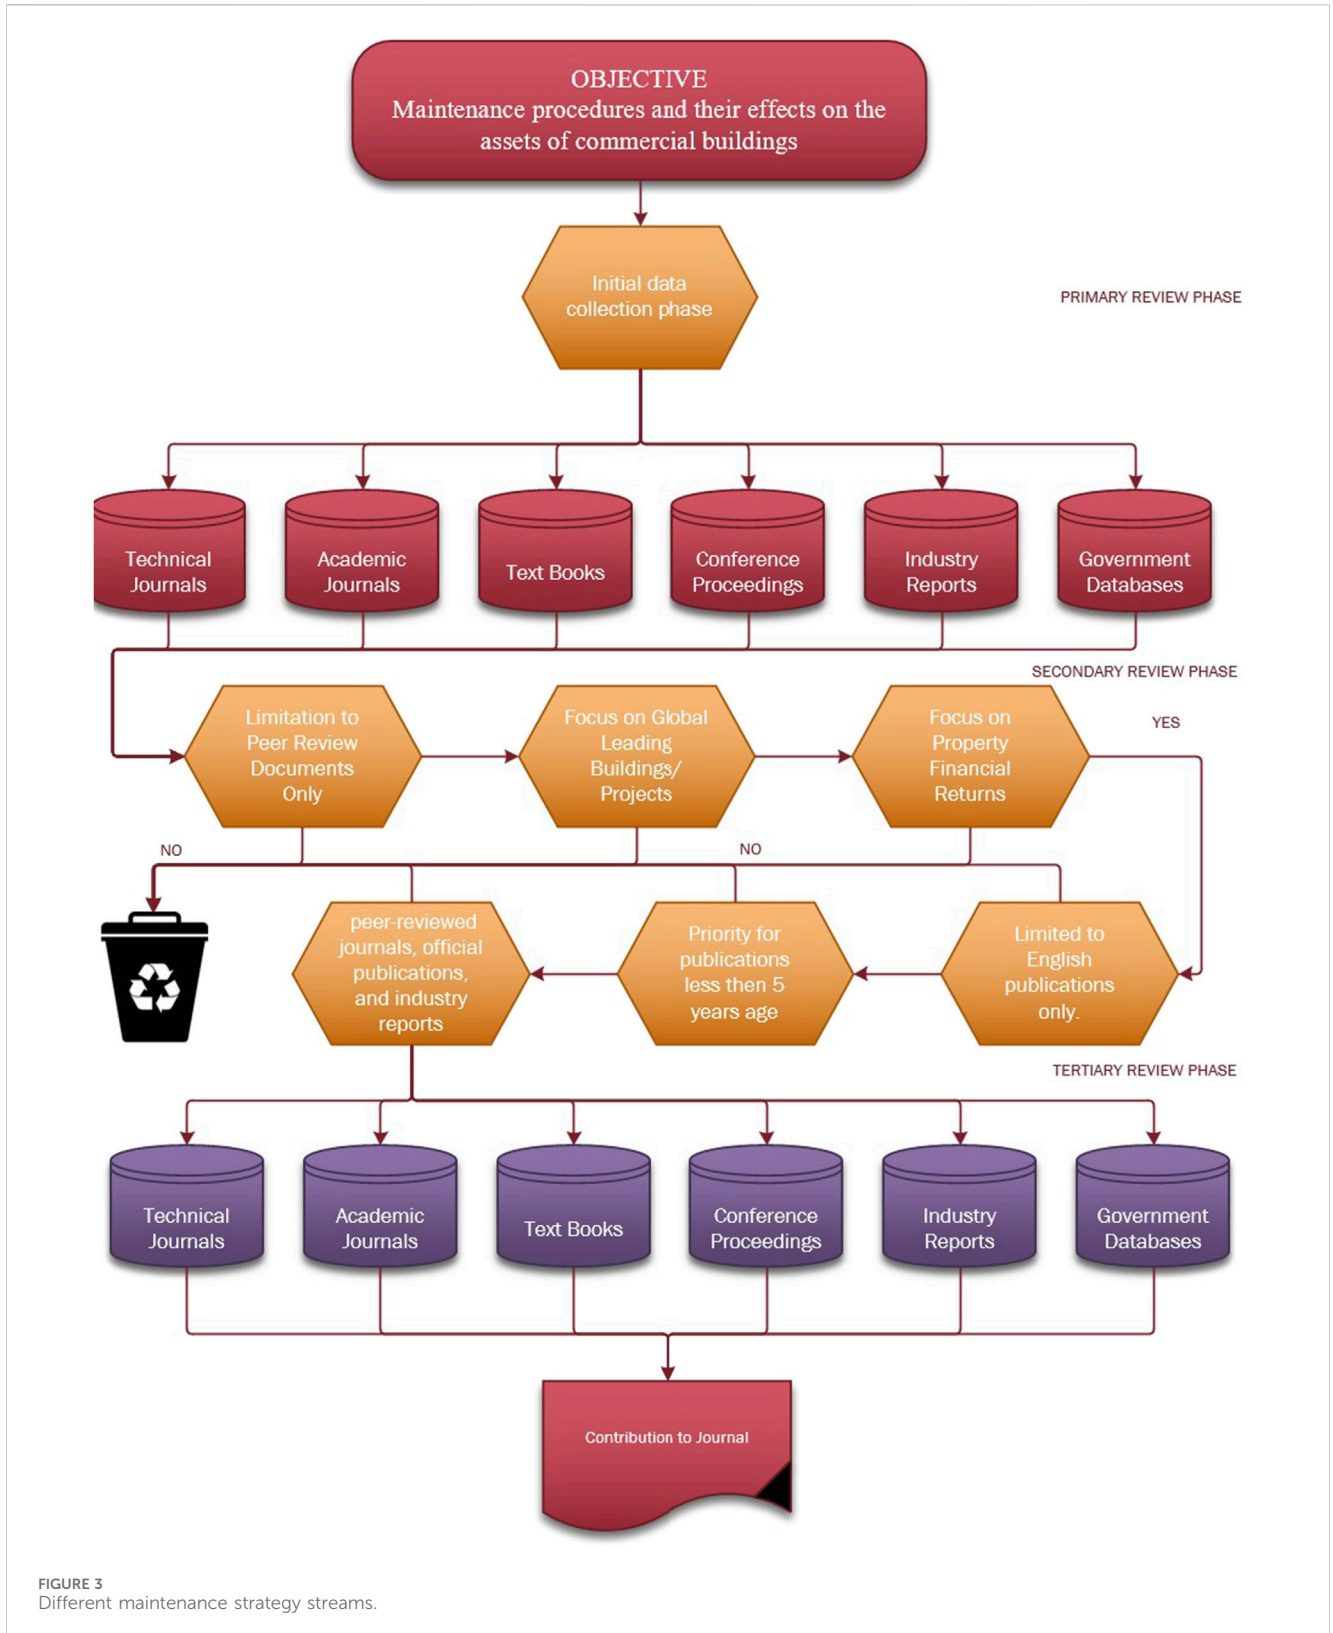 OBJECTIVE
Maintenance procedures and their effects on the
assets of commercial buildings
Initial data
collection phase
PRIMARY REVIEW PHASE
Technical
Journals
Academic
Journals
Text Books
Conference
Proceedings
Industry
Reports
Government
Databases
SECONDARY REVIEW PHASE
Limitation to
Peer Review
Documents
Only
Focus on Global
Leading
Buildings/
Projects
Focus on
Property
Financial
Returns
YES
NO
NO
peer-reviewed
journals, official
publications,
and industry
reports
Priority for
publications
less then 5
years age
Limited to
English
publications
only.
TERTIARY REVIEW PHASE
Technical
Journals
Academic
Journals
Text Books
Conference
Proceedings
Industry
Reports
Government
Databases
Contribution to Journal
FIGURE 3
Different maintenance strategy streams.